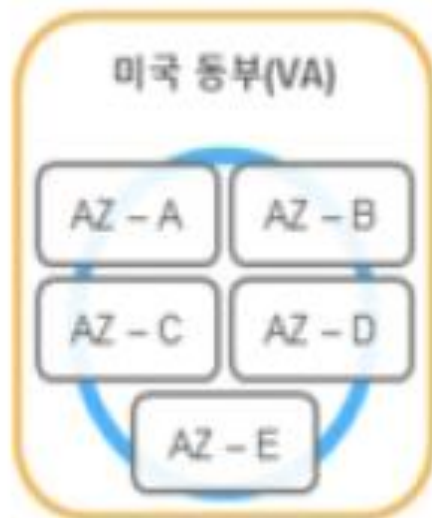 미국 동부(VA)
AZ – A
AZ – B
AZ – C
AZ – D
AZ – E